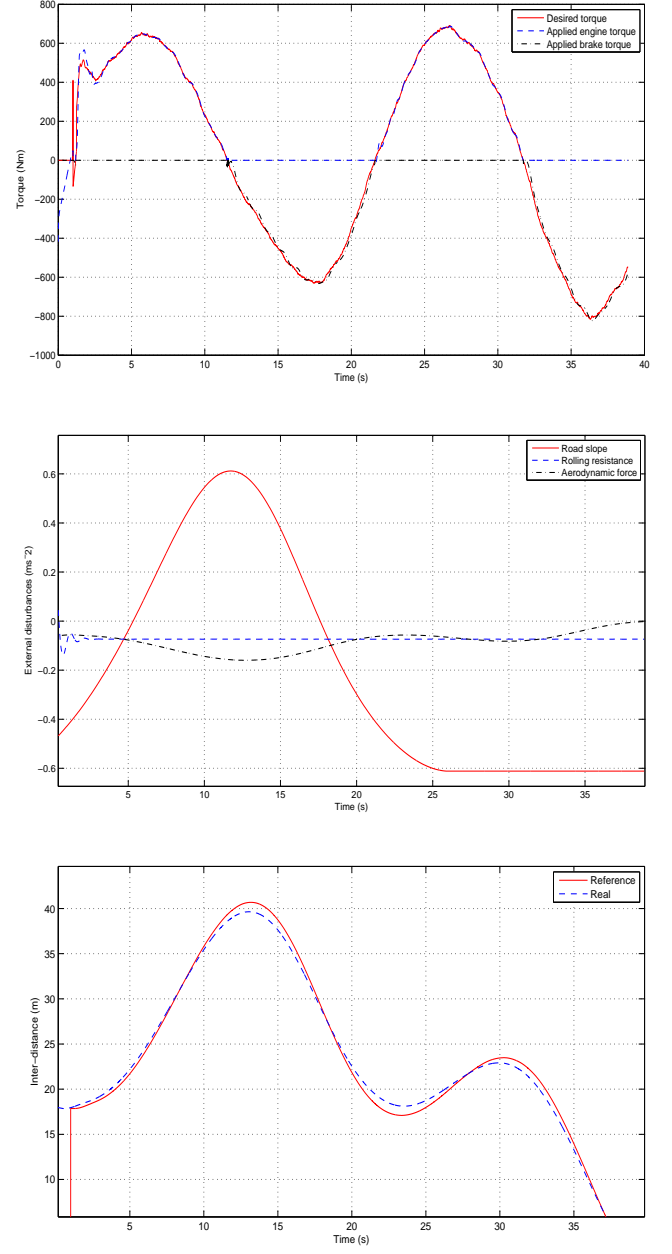 800
600
400
200
0
−200
−400
−600
−800
−1000
Torque (Nm)
Desired torque
Applied engine torque
Applied brake torque
0 5 10 15 20 25 30 35 40
Time (s)
0.6
0.4
0.2
0
−0.2
−0.4
−0.6
External disturbances (ms−2)
Road slope
Rolling resistance
Aerodynamic force
5 10 15 20 25 30 35
Time (s)
40
35
30
25
20
15
10
Inter−distance (m)
Reference
Real
5 10 15 20 25 30 35
Time (s)